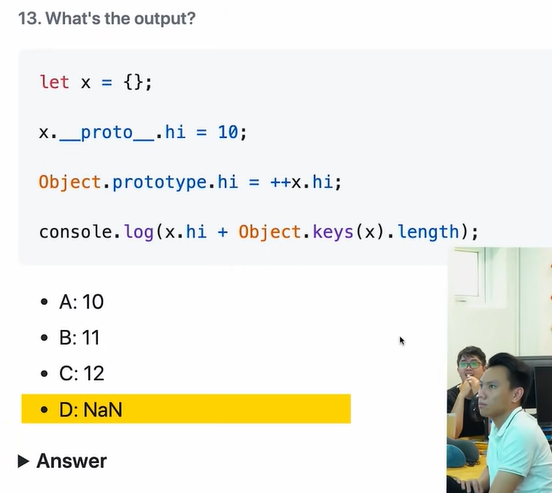 13. What's the output?
let x = {};
x.__proto__.hi = 10;
Object.prototype.hi = ++x.hi;
console.log(x.hi + Object.keys(x).length);
A: 10
B: 11
C: 12
D: NaN
Answer